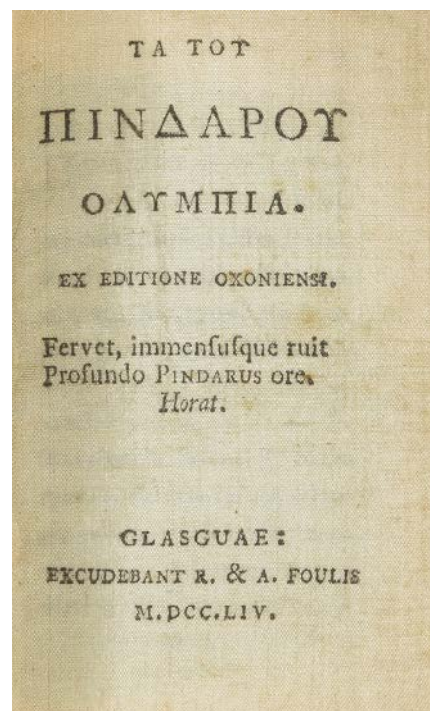 ΤΑ ΤΟΥ
ΠΙΝΔΑΡΟΥ
ΟΛΥΜΠΙΑ.
EX EDITIONE OXONIENSI.
Fervet, immenſuſque ruit
Profundo PINDARUS ore.
Horat.
GLASGUAE:
EXCUDEBANT R. & A. FOULIS
M.DCC.LIV.